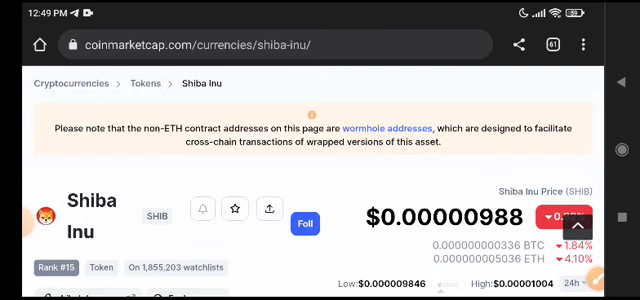 12:49 PM
59
coinmarketcap.com/currencies/shiba-inu/
61
Cryptocurrencies > Tokens > Shiba Inu
Please note that the non-ETH contract addresses on this page are wormhole addresses, which are designed to facilitate
cross-chain transactions of wrapped versions of this asset.
Shiba Inu Price (SHIB)
Shiba
Inu
SHIB
Foll
$0.00000988
0.000000000336 BTC ▼1.84%
0.000000005036 ETH ▼4.10%
Rank #15 Token On 1,855,203 watchlists
Low:$0.000009846 High:$0.00001004 24h